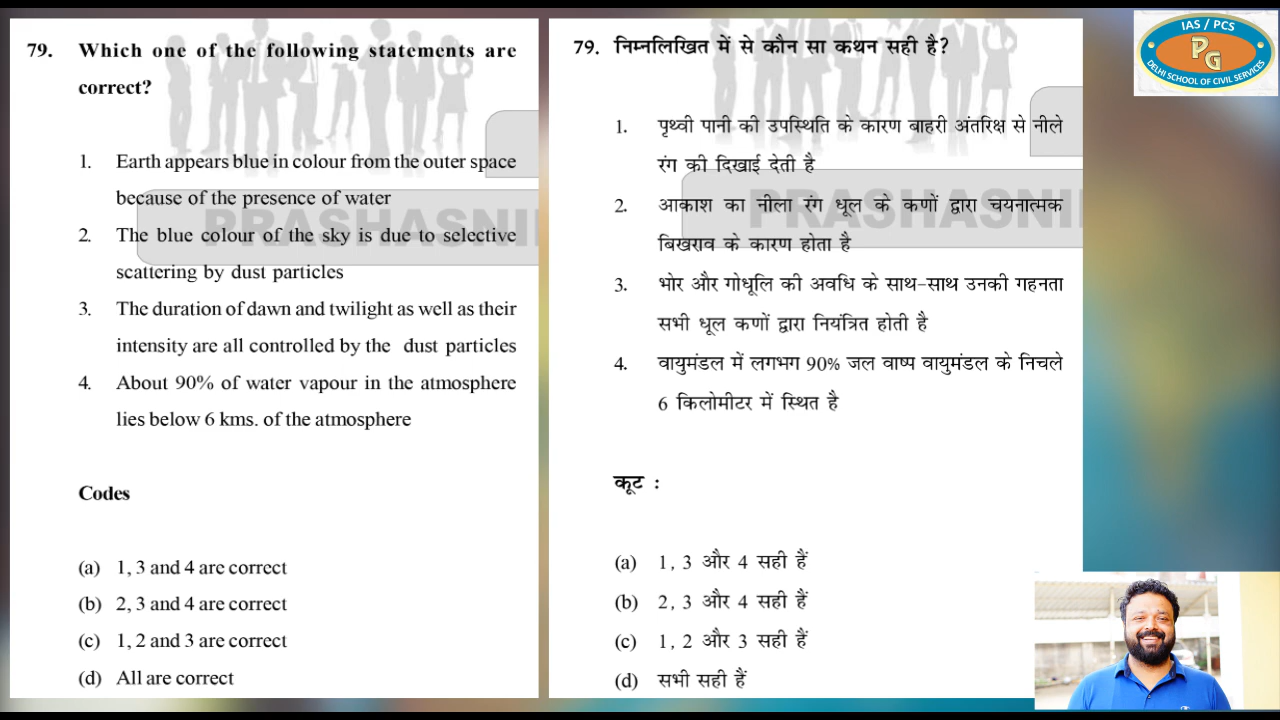 79. Which one of the following statements are
correct?
1. Earth appears blue in colour from the outer space
because of the presence of water
2. The blue colour of the sky is due to selective
scattering by dust particles
3. The duration of dawn and twilight as well as their
intensity are all controlled by the dust particles
4. About 90% of water vapour in the atmosphere
lies below 6 kms. of the atmosphere
Codes
(a) 1, 3 and 4 are correct
(b) 2, 3 and 4 are correct
(c) 1, 2 and 3 are correct
(d) All are correct
PRASHASNI
79. निम्नलिखित में से कौन सा कथन सही है?
1. पृथ्वी पानी की उपस्थिति के कारण बाहरी अंतरिक्ष से नीले
रंग की दिखाई देती है
2. आकाश का नीला रंग धूल के कणों द्वारा चयनात्मक
बिखराव के कारण होता है
3. भोर और गोधूलि की अवधि के साथ-साथ उनकी गहनता
सभी धूल कणों द्वारा नियंत्रित होती है
4. वायुमंडल में लगभग 90% जल वाष्प वायुमंडल के निचले
6 किलोमीटर में स्थित है
कूट :
(a) 1, 3 और 4 सही हैं
(b) 2, 3 और 4 सही हैं
(c) 1, 2 और 3 सही हैं
(d) सभी सही हैं
PRASHASNI
IAS / PCS
PG
DELHI SCHOOL OF CIVIL SERVICES